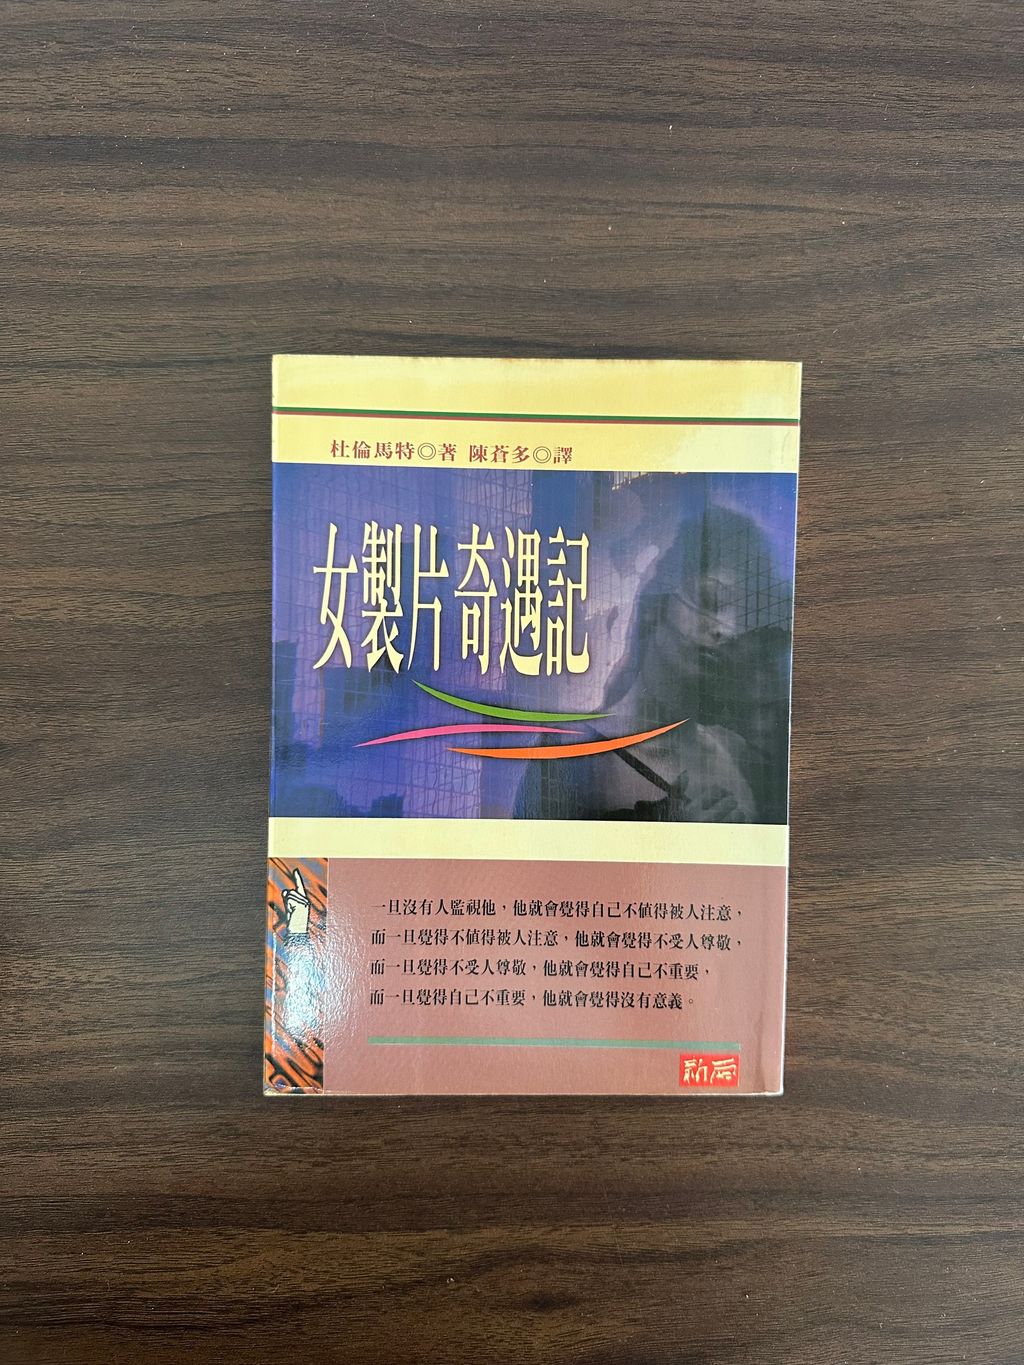 杜倫馬特◎著 陳蒼多◎譯
女製片奇遇記
一旦沒有人監視他，他就會覺得自己不值得被人注意，
而一旦覺得不值得被人注意，他就會覺得不受人尊敬，
而一旦覺得不受人尊敬，他就會覺得自己不重要，
而一旦覺得自己不重要，他就會覺得沒有意義。
新雨